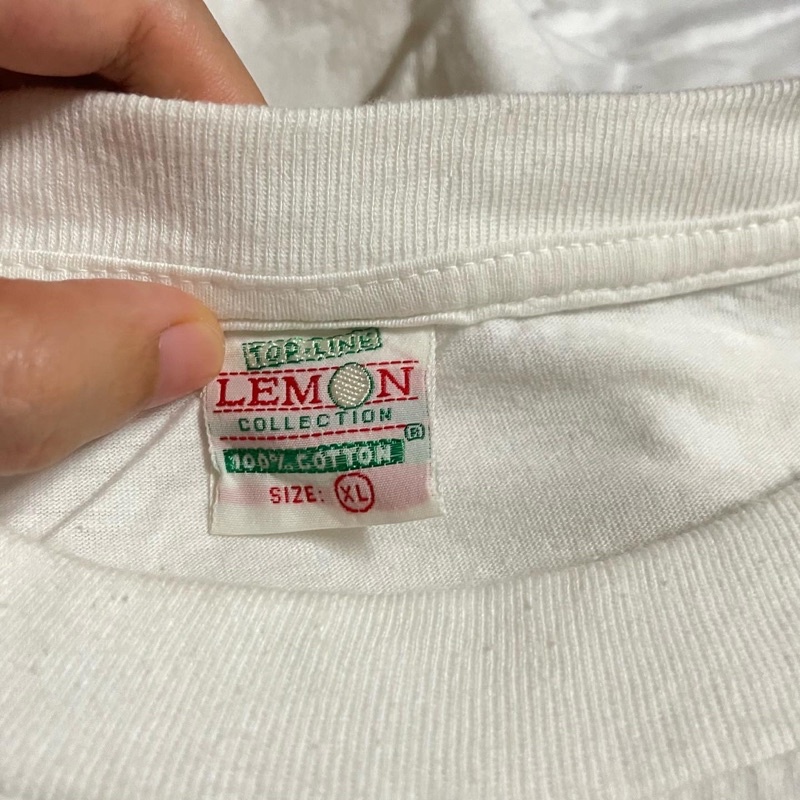 TOP-LINE
LEMON
COLLECTION
100% COTTON ®
SIZE: XL